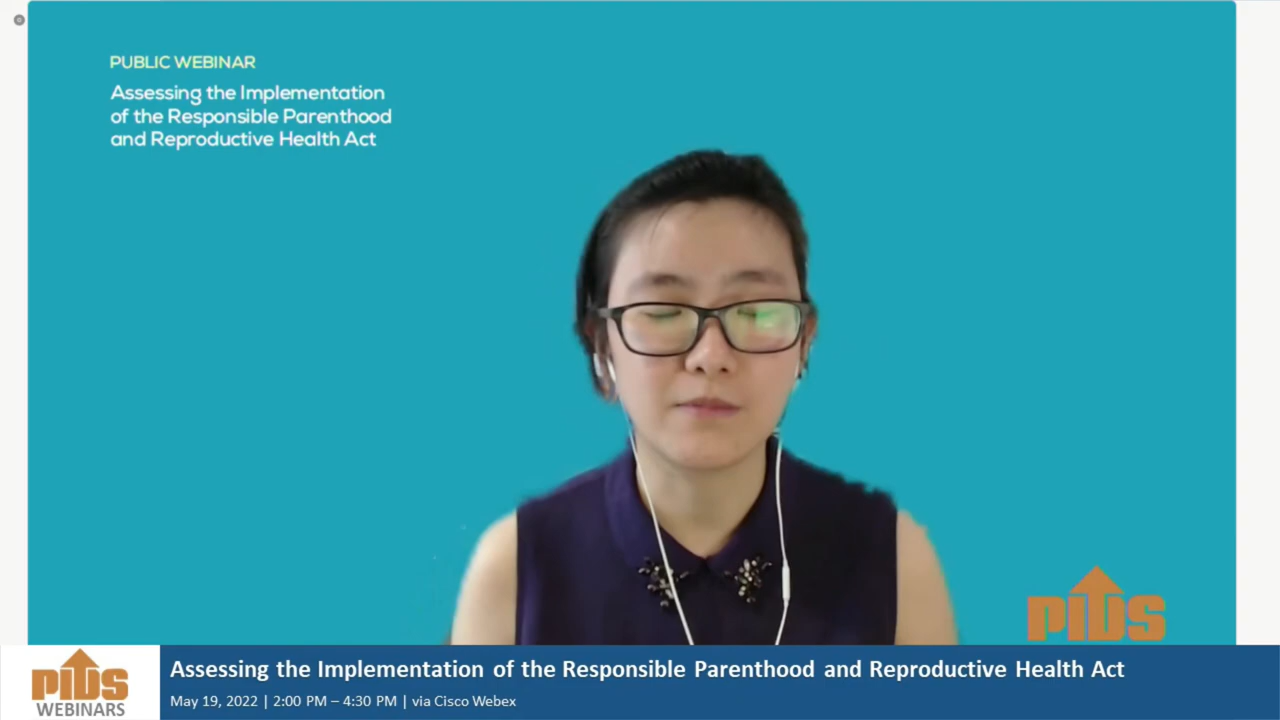 PUBLIC WEBINAR
Assessing the Implementation
of the Responsible Parenthood
and Reproductive Health Act
PIDS
PIDS
WEBINARS
Assessing the Implementation of the Responsible Parenthood and Reproductive Health Act
May 19, 2022 | 2:00 PM – 4:30 PM | via Cisco Webex